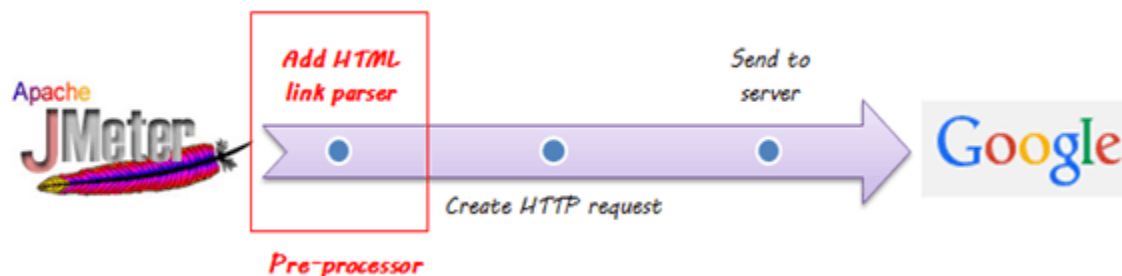 Add HTML
link parser
Send to
server
Apache
JMeter
Google
Create HTTP request
Pre-processor